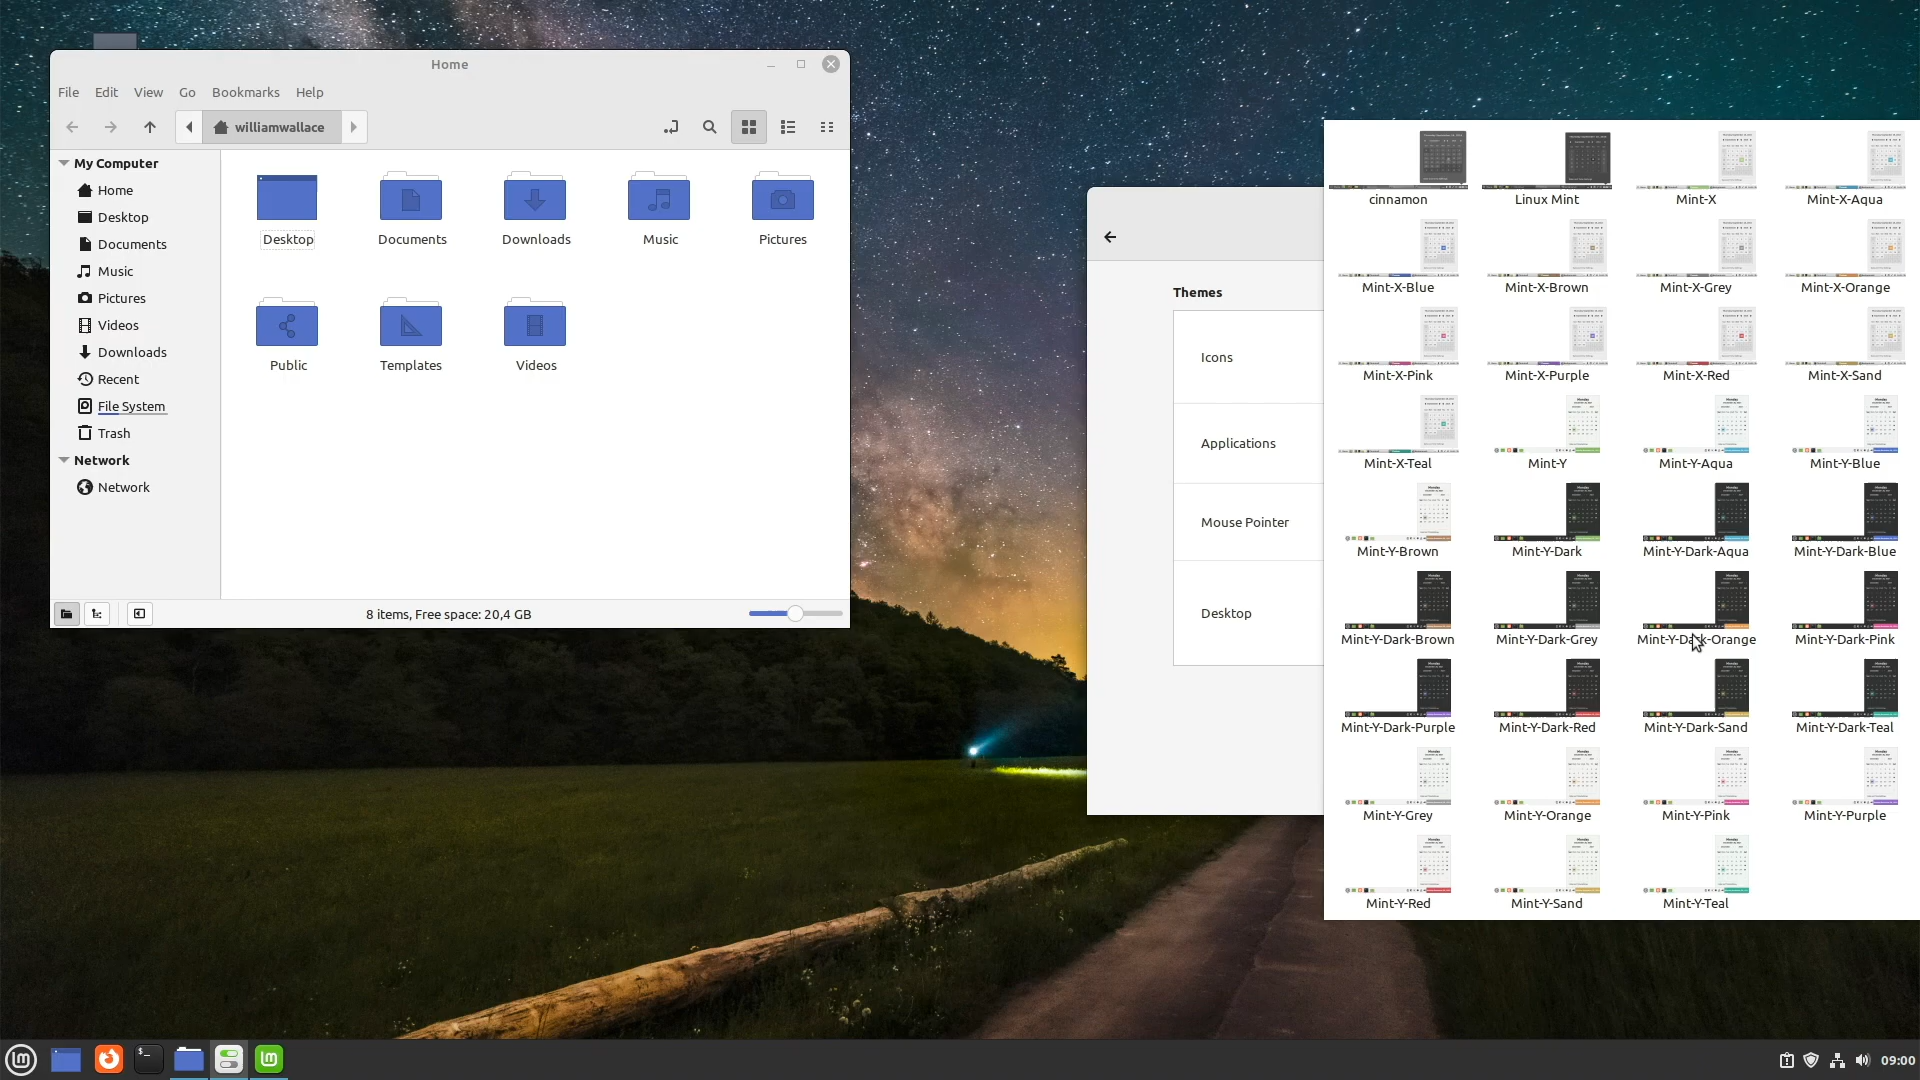 Home
File Edit View Go Bookmarks Help
williamwallace
My Computer
Home
Desktop
Documents
Music
Pictures
Videos
Downloads
Recent
File System
Trash
Network
Network
Desktop Documents Downloads Music Pictures
Public Templates Videos
8 items, Free space: 20,4 GB
Themes
Icons
Applications
Mouse Pointer
Desktop
cinnamon Linux Mint Mint-X Mint-X-Aqua
Mint-X-Blue Mint-X-Brown Mint-X-Grey Mint-X-Orange
Mint-X-Pink Mint-X-Purple Mint-X-Red Mint-X-Sand
Mint-X-Teal Mint-Y Mint-Y-Aqua Mint-Y-Blue
Mint-Y-Brown Mint-Y-Dark Mint-Y-Dark-Aqua Mint-Y-Dark-Blue
Mint-Y-Dark-Brown Mint-Y-Dark-Grey Mint-Y-Dark-Orange Mint-Y-Dark-Pink
Mint-Y-Dark-Purple Mint-Y-Dark-Red Mint-Y-Dark-Sand Mint-Y-Dark-Teal
Mint-Y-Grey Mint-Y-Orange Mint-Y-Pink Mint-Y-Purple
Mint-Y-Red Mint-Y-Sand Mint-Y-Teal
09:00